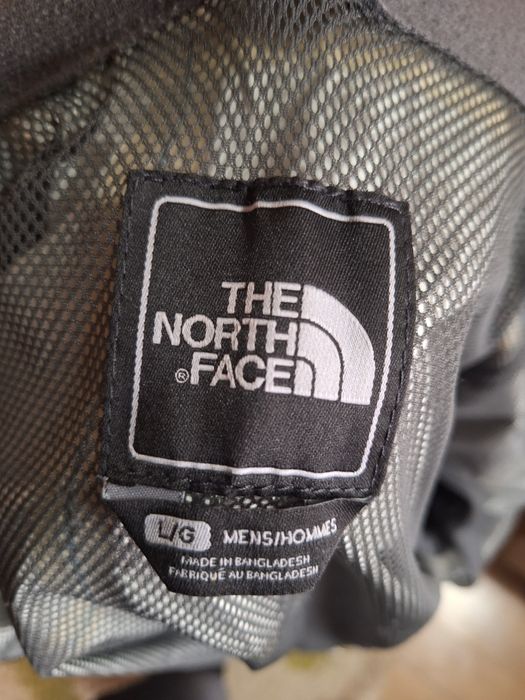 THE
NORTH
®FACE
L/G MENS/HOMMES
MADE IN BANGLADESH
FABRIQUÉ AU BANGLADESH